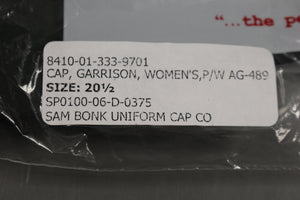 "...the p
8410-01-333-9701
CAP, GARRISON, WOMEN'S,P/W AG-489
SIZE: 20½
SP0100-06-D-0375
SAM BONK UNIFORM CAP CO